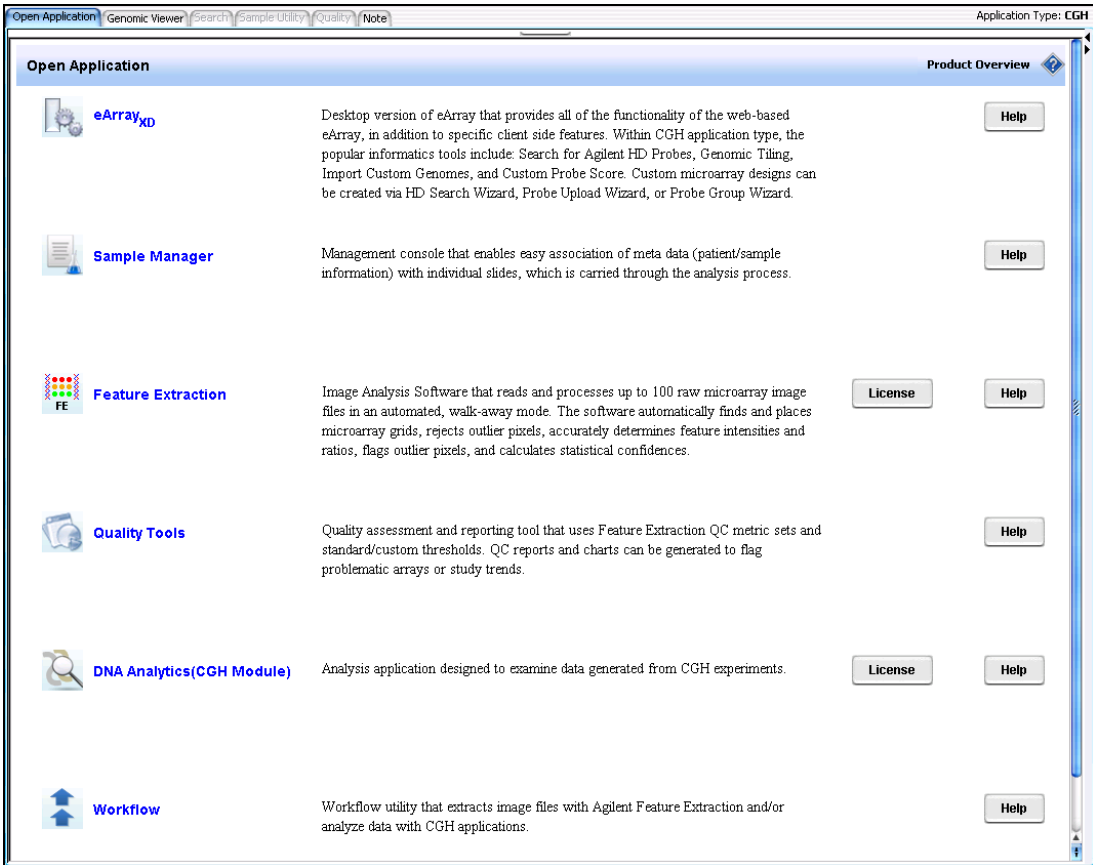 Open Application Genomic Viewer Search Sample Utility Quality Note Application Type: CGH
Open Application Product Overview ?
eArrayXD Desktop version of eArray that provides all of the functionality of the web-based Help
eArray, in addition to specific client side features. Within CGH application type, the
popular informatics tools include: Search for Agilent HD Probes, Genomic Tiling,
Import Custom Genomes, and Custom Probe Score. Custom microarray designs can
be created via HD Search Wizard, Probe Upload Wizard, or Probe Group Wizard.
Sample Manager Management console that enables easy association of meta data (patient/sample Help
information) with individual slides, which is carried through the analysis process.
FE Feature Extraction Image Analysis Software that reads and processes up to 100 raw microarray image License Help
files in an automated, walk-away mode. The software automatically finds and places
microarray grids, rejects outlier pixels, accurately determines feature intensities and
ratios, flags outlier pixels, and calculates statistical confidences.
Quality Tools Quality assessment and reporting tool that uses Feature Extraction QC metric sets and Help
standard/custom thresholds. QC reports and charts can be generated to flag
problematic arrays or study trends.
DNA Analytics(CGH Module) Analysis application designed to examine data generated from CGH experiments. License Help
Workflow Workflow utility that extracts image files with Agilent Feature Extraction and/or Help
analyze data with CGH applications.